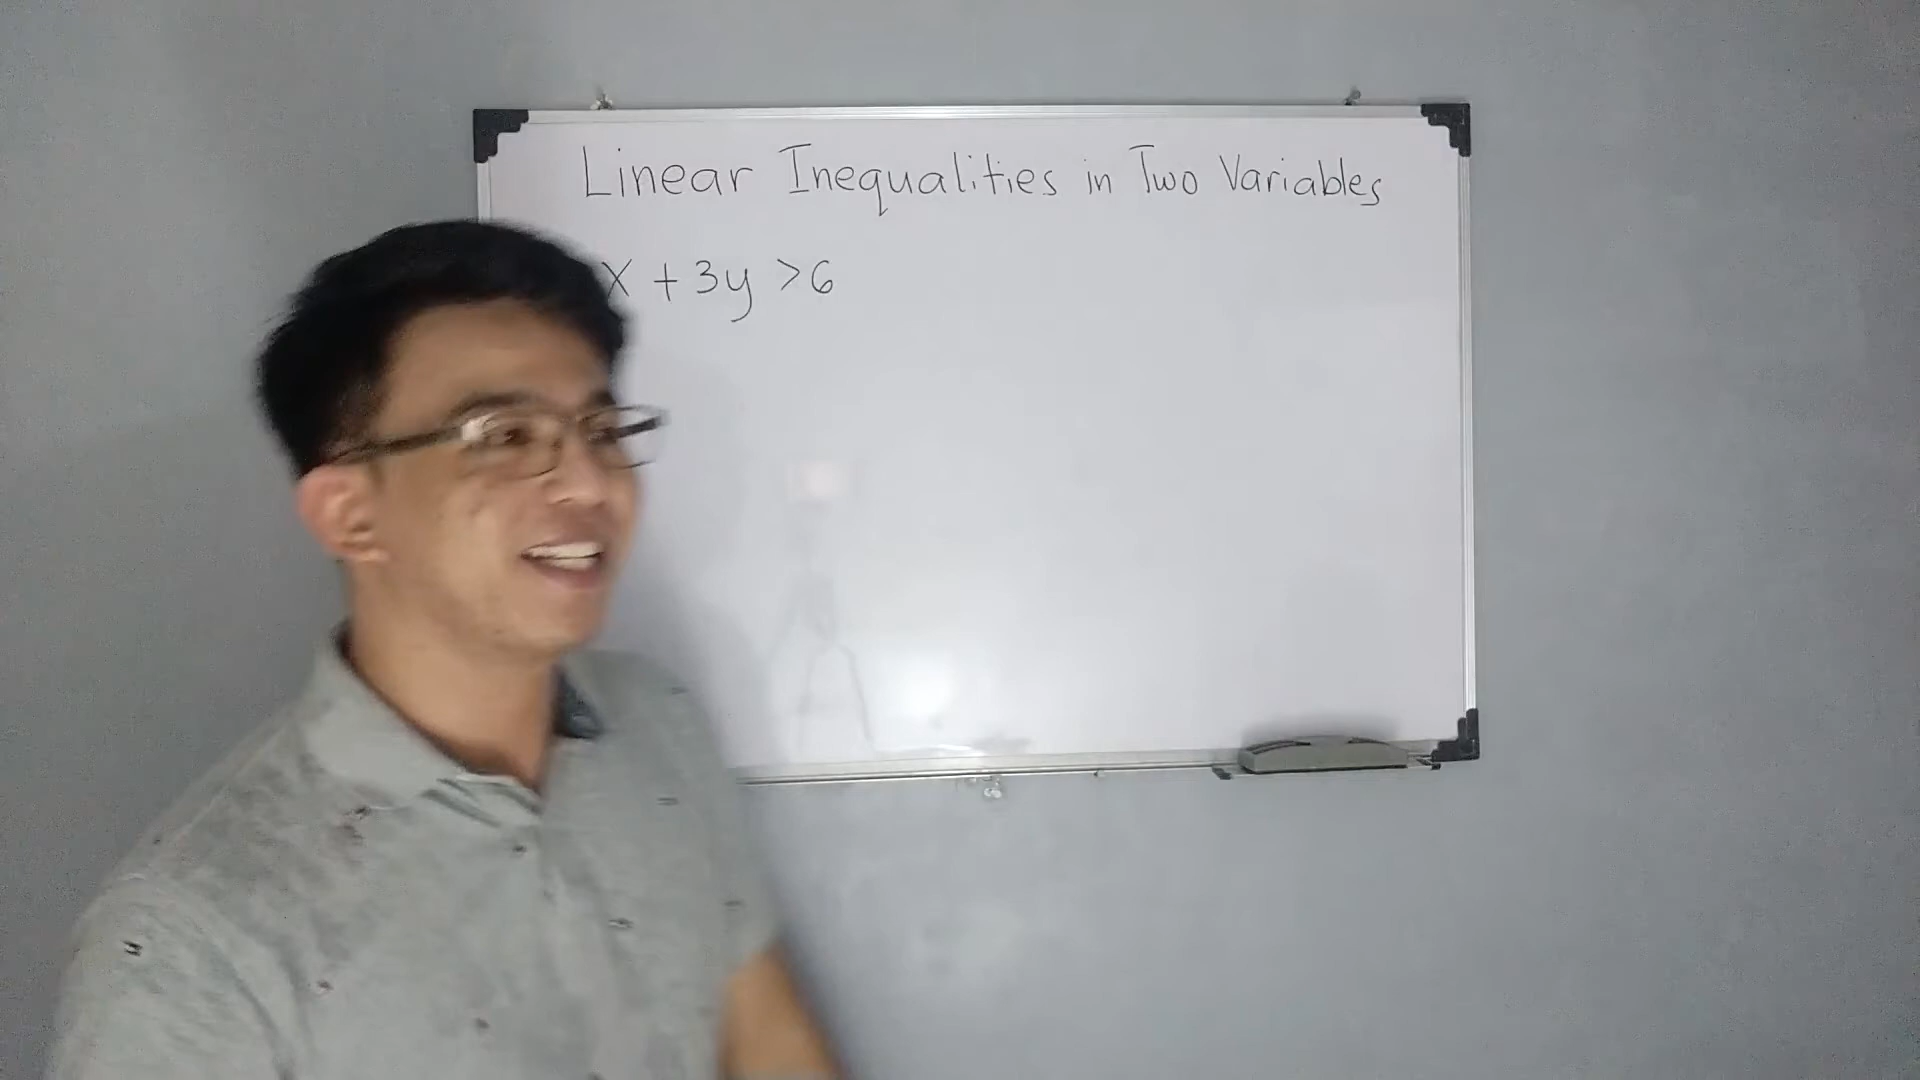 Linear Inequalities in Two Variables
x + 3y > 6